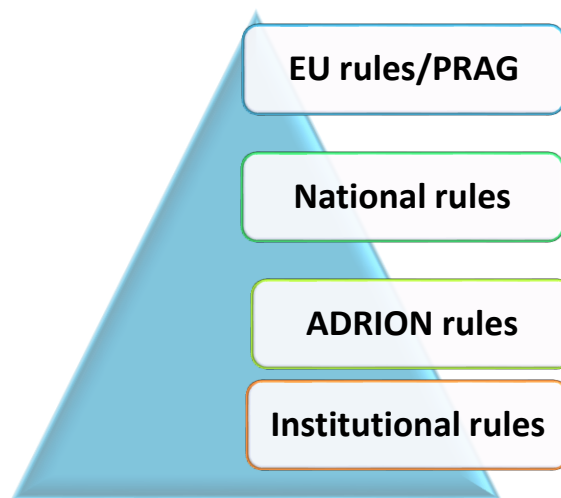 EU rules/PRAG
National rules
ADRION rules
Institutional rules